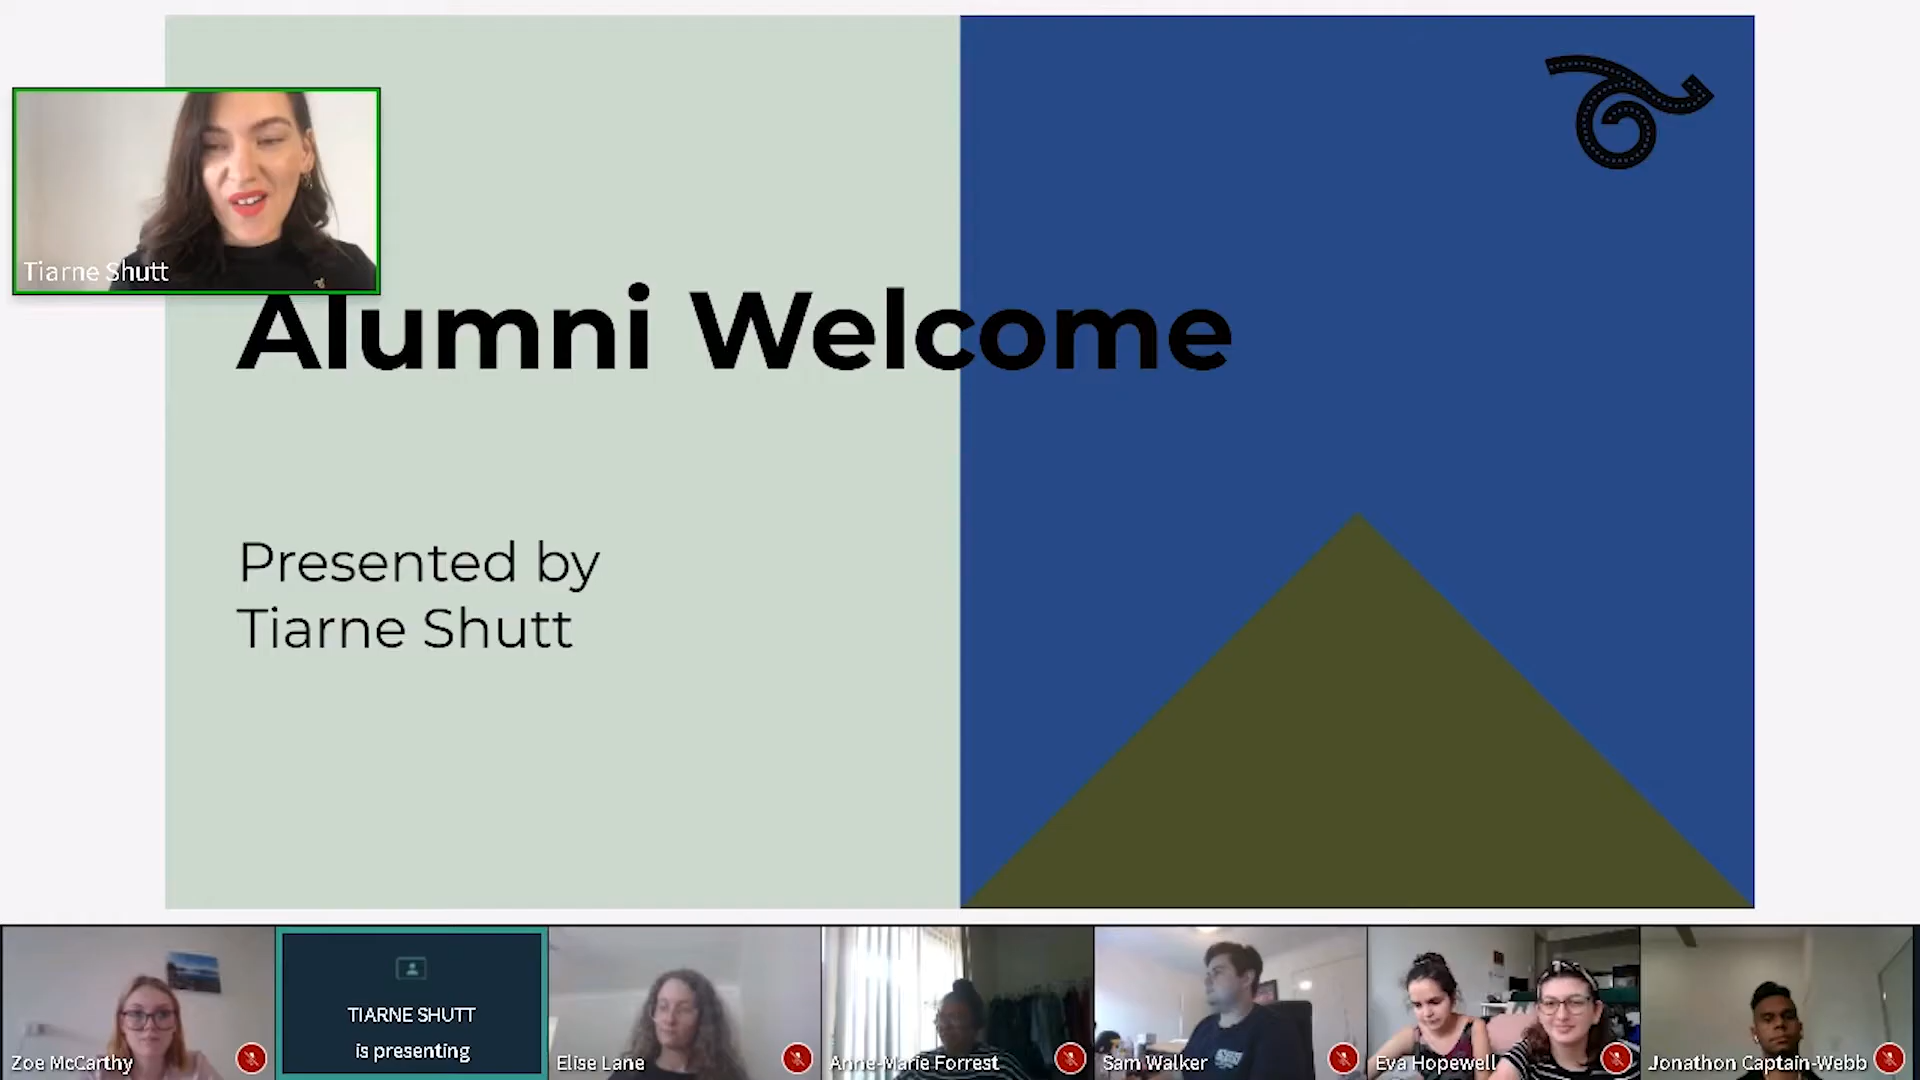 Tiarne Shutt
Alumni Welcome
Presented by
Tiarne Shutt
Zoe McCarthy
TIARNE SHUTT
is presenting
Elise Lane
Anne-Marie Forrest
Sam Walker
Eva Hopewell
Jonathon Captain-Webb